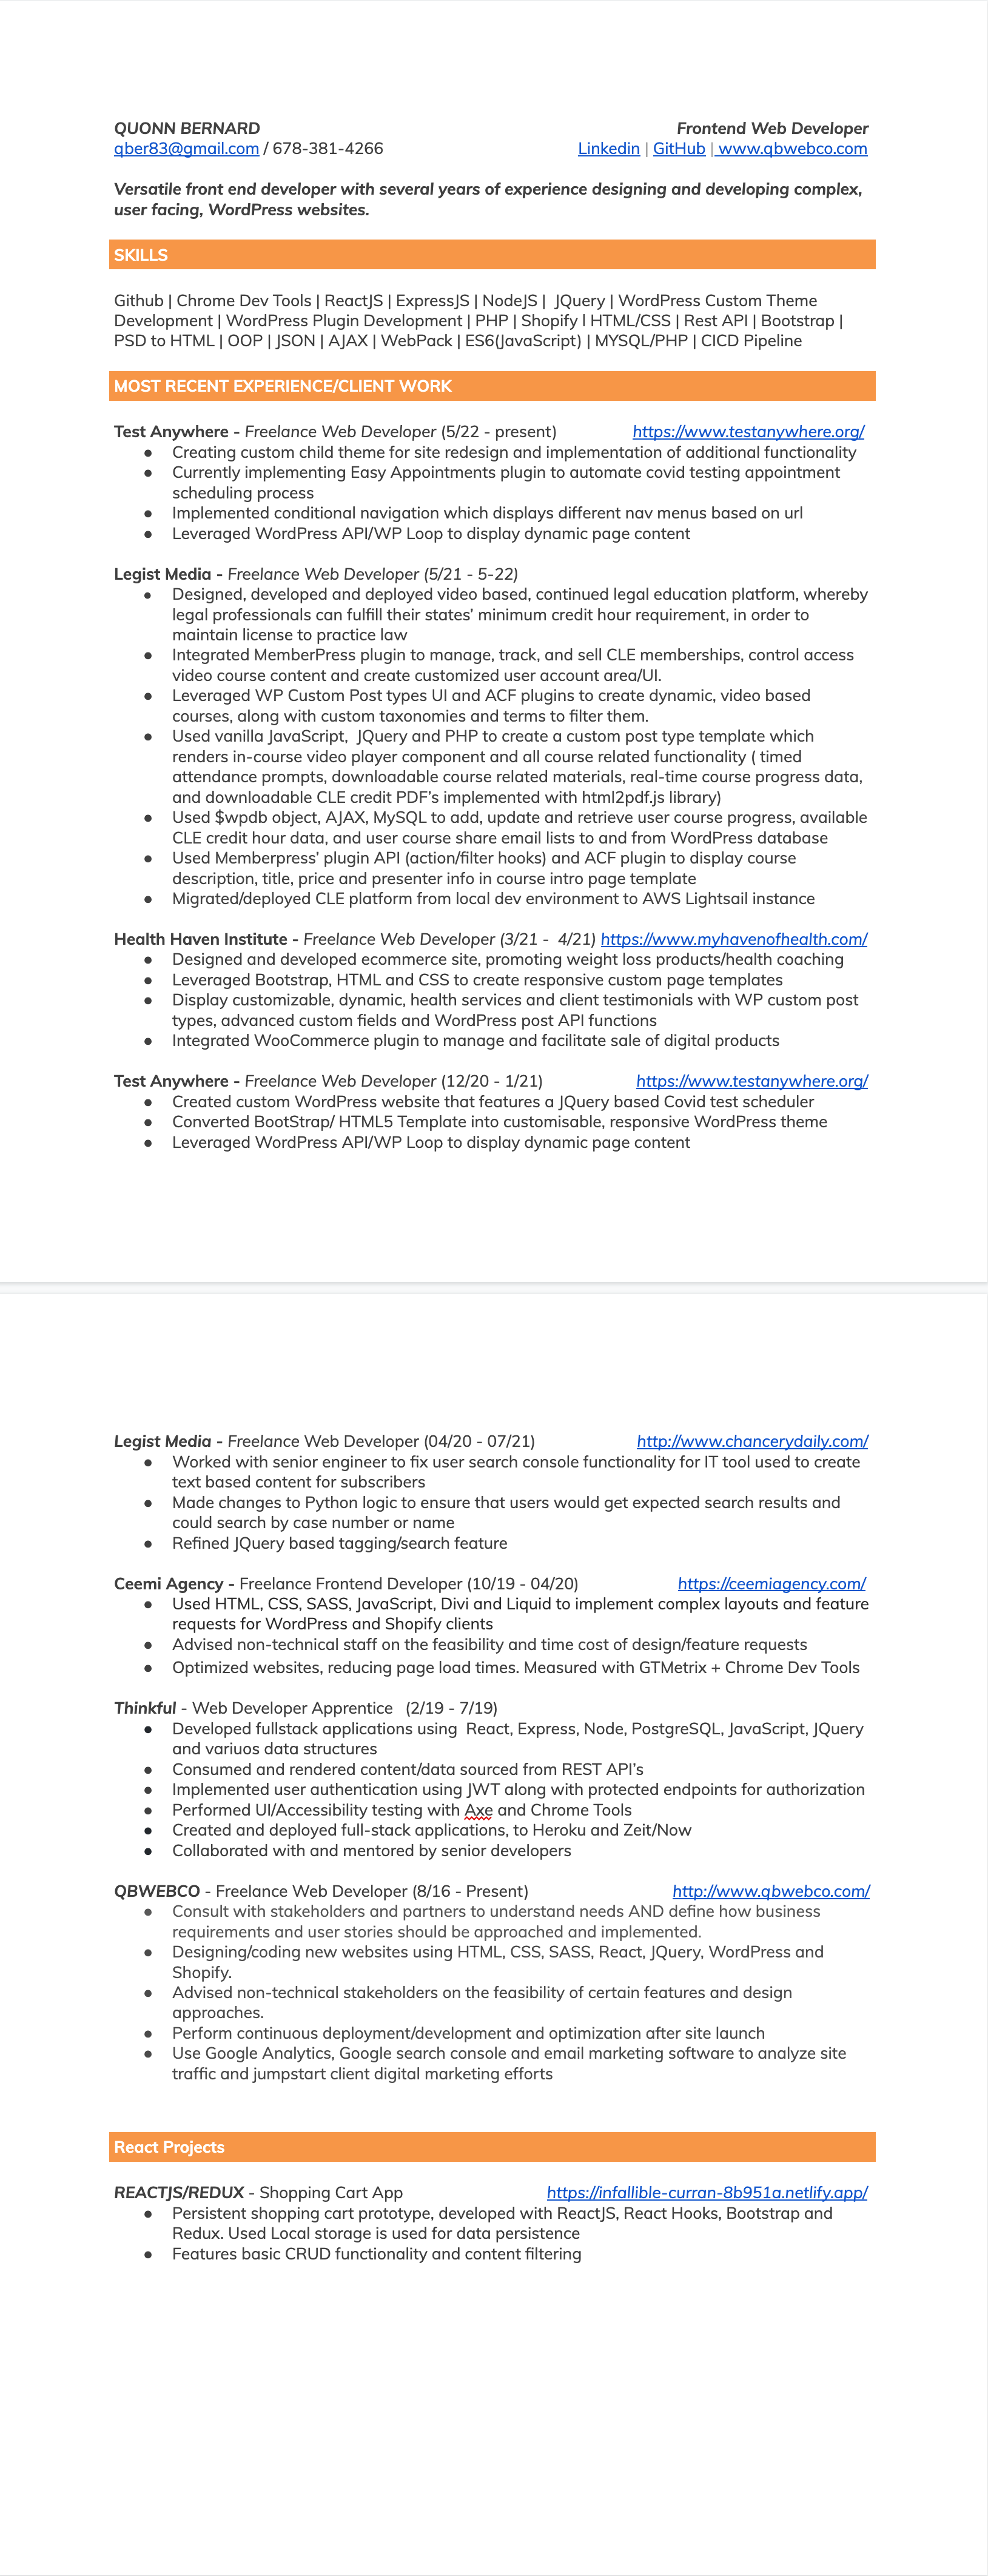 QUONN BERNARD Frontend Web Developer
qber83@gmail.com / 678-381-4266 Linkedin | GitHub | www.qbwebco.com
Versatile front end developer with several years of experience designing and developing complex,
user facing, WordPress websites.
SKILLS
Github | Chrome Dev Tools | ReactJS | ExpressJS | NodeJS | JQuery | WordPress Custom Theme
Development | WordPress Plugin Development | PHP | Shopify l HTML/CSS | Rest API | Bootstrap |
PSD to HTML | OOP | JSON | AJAX | WebPack | ES6(JavaScript) | MYSQL/PHP | CICD Pipeline
MOST RECENT EXPERIENCE/CLIENT WORK
Test Anywhere - Freelance Web Developer (5/22 - present) https://www.testanywhere.org/
● Creating custom child theme for site redesign and implementation of additional functionality
● Currently implementing Easy Appointments plugin to automate covid testing appointment
scheduling process
● Implemented conditional navigation which displays different nav menus based on url
● Leveraged WordPress API/WP Loop to display dynamic page content
Legist Media - Freelance Web Developer (5/21 - 5-22)
● Designed, developed and deployed video based, continued legal education platform, whereby
legal professionals can fulfill their states’ minimum credit hour requirement, in order to
maintain license to practice law
● Integrated MemberPress plugin to manage, track, and sell CLE memberships, control access
video course content and create customized user account area/UI.
● Leveraged WP Custom Post types UI and ACF plugins to create dynamic, video based
courses, along with custom taxonomies and terms to filter them.
● Used vanilla JavaScript, JQuery and PHP to create a custom post type template which
renders in-course video player component and all course related functionality ( timed
attendance prompts, downloadable course related materials, real-time course progress data,
and downloadable CLE credit PDF’s implemented with html2pdf.js library)
● Used $wpdb object, AJAX, MySQL to add, update and retrieve user course progress, available
CLE credit hour data, and user course share email lists to and from WordPress database
● Used Memberpress’ plugin API (action/filter hooks) and ACF plugin to display course
description, title, price and presenter info in course intro page template
● Migrated/deployed CLE platform from local dev environment to AWS Lightsail instance
Health Haven Institute - Freelance Web Developer (3/21 - 4/21) https://www.myhavenofhealth.com/
● Designed and developed ecommerce site, promoting weight loss products/health coaching
● Leveraged Bootstrap, HTML and CSS to create responsive custom page templates
● Display customizable, dynamic, health services and client testimonials with WP custom post
types, advanced custom fields and WordPress post API functions
● Integrated WooCommerce plugin to manage and facilitate sale of digital products
Test Anywhere - Freelance Web Developer (12/20 - 1/21) https://www.testanywhere.org/
● Created custom WordPress website that features a JQuery based Covid test scheduler
● Converted BootStrap/ HTML5 Template into customisable, responsive WordPress theme
● Leveraged WordPress API/WP Loop to display dynamic page content
Legist Media - Freelance Web Developer (04/20 - 07/21) http://www.chancerydaily.com/
● Worked with senior engineer to fix user search console functionality for IT tool used to create
text based content for subscribers
● Made changes to Python logic to ensure that users would get expected search results and
could search by case number or name
● Refined JQuery based tagging/search feature
Ceemi Agency - Freelance Frontend Developer (10/19 - 04/20) https://ceemiagency.com/
● Used HTML, CSS, SASS, JavaScript, Divi and Liquid to implement complex layouts and feature
requests for WordPress and Shopify clients
● Advised non-technical staff on the feasibility and time cost of design/feature requests
● Optimized websites, reducing page load times. Measured with GTMetrix + Chrome Dev Tools
Thinkful - Web Developer Apprentice (2/19 - 7/19)
● Developed fullstack applications using React, Express, Node, PostgreSQL, JavaScript, JQuery
and variuos data structures
● Consumed and rendered content/data sourced from REST API’s
● Implemented user authentication using JWT along with protected endpoints for authorization
● Performed UI/Accessibility testing with Axe and Chrome Tools
● Created and deployed full-stack applications, to Heroku and Zeit/Now
● Collaborated with and mentored by senior developers
QBWEBCO - Freelance Web Developer (8/16 - Present) http://www.qbwebco.com/
● Consult with stakeholders and partners to understand needs AND define how business
requirements and user stories should be approached and implemented.
● Designing/coding new websites using HTML, CSS, SASS, React, JQuery, WordPress and
Shopify.
● Advised non-technical stakeholders on the feasibility of certain features and design
approaches.
● Perform continuous deployment/development and optimization after site launch
● Use Google Analytics, Google search console and email marketing software to analyze site
traffic and jumpstart client digital marketing efforts
React Projects
REACTJS/REDUX - Shopping Cart App https://infallible-curran-8b951a.netlify.app/
● Persistent shopping cart prototype, developed with ReactJS, React Hooks, Bootstrap and
Redux. Used Local storage is used for data persistence
● Features basic CRUD functionality and content filtering